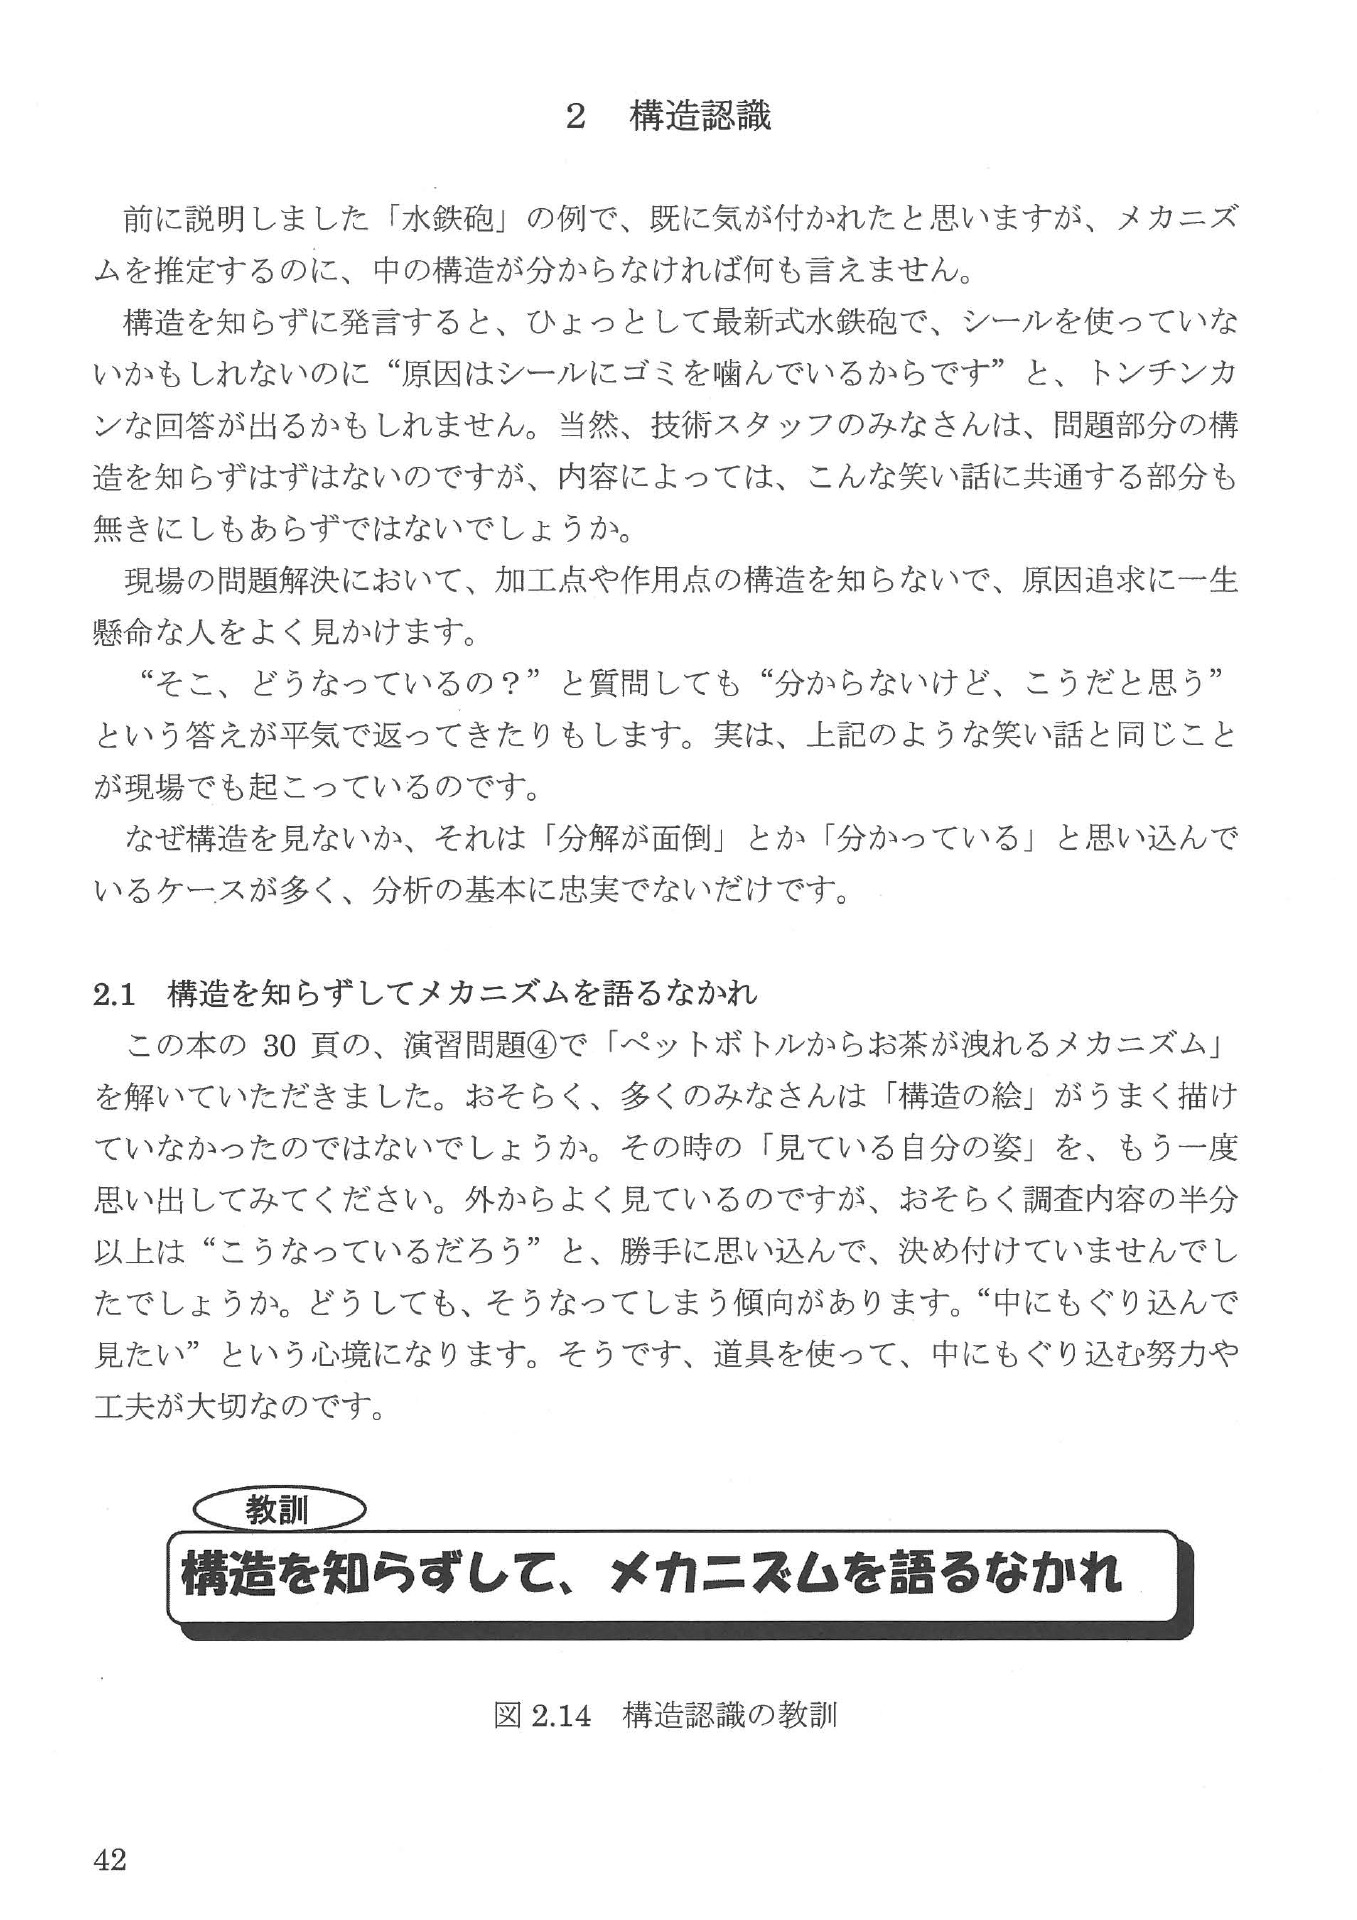 2　構造認識
前に説明しました「水鉄砲」の例で、既に気が付かれたと思いますが、メカニズ
ムを推定するのに、中の構造が分からなければ何も言えません。
構造を知らずに発言すると、ひょっとして最新式水鉄砲で、シールを使っていな
いかもしれないのに“原因はシールにゴミを噛んでいるからです”と、トンチンカ
ンな回答が出るかもしれません。当然、技術スタッフのみなさんは、問題部分の構
造を知らずはずはないのですが、内容によっては、こんな笑い話に共通する部分も
無きにしもあらずではないでしょうか。
現場の問題解決において、加工点や作用点の構造を知らないで、原因追求に一生
懸命な人をよく見かけます。
“そこ、どうなっているの？”と質問しても“分からないけど、こうだと思う”
という答えが平気で返ってきたりもします。実は、上記のような笑い話と同じこと
が現場でも起こっているのです。
なぜ構造を見ないか、それは「分解が面倒」とか「分かっている」と思い込んで
いるケースが多く、分析の基本に忠実でないだけです。
2.1　構造を知らずしてメカニズムを語るなかれ
この本の 30 頁の、演習問題④で「ペットボトルからお茶が洩れるメカニズム」
を解いていただきました。おそらく、多くのみなさんは「構造の絵」がうまく描け
ていなかったのではないでしょうか。その時の「見ている自分の姿」を、もう一度
思い出してみてください。外からよく見ているのですが、おそらく調査内容の半分
以上は“こうなっているだろう”と、勝手に思い込んで、決め付けていませんでし
たでしょうか。どうしても、そうなってしまう傾向があります。“中にもぐり込んで
見たい”という心境になります。そうです、道具を使って、中にもぐり込む努力や
工夫が大切なのです。
教訓
構造を知らずして、メカニズムを語るなかれ
図 2.14　構造認識の教訓
42